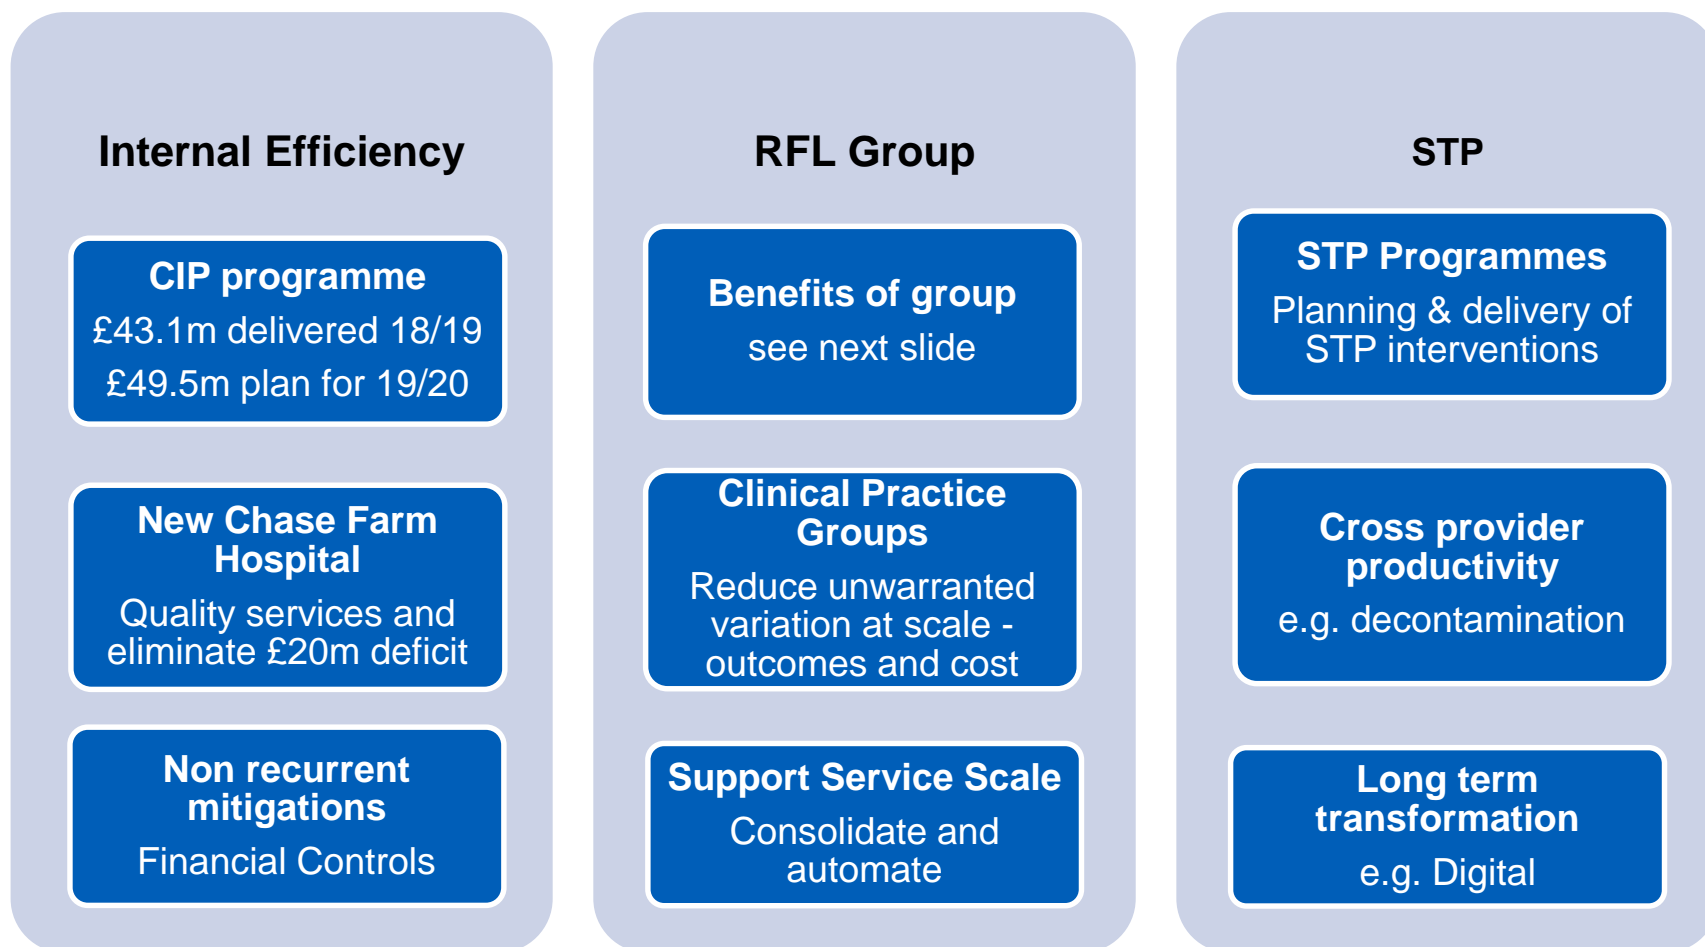 Internal Efficiency
CIP programme
£43.1m delivered 18/19
£49.5m plan for 19/20
New Chase Farm
Hospital
Quality services and
eliminate £20m deficit
Non recurrent
mitigations
Financial Controls
RFL Group
Benefits of group
see next slide
Clinical Practice
Groups
Reduce unwarranted
variation at scale -
outcomes and cost
Support Service Scale
Consolidate and
automate
STP
STP Programmes
Planning & delivery of
STP interventions
Cross provider
productivity
e.g. decontamination
Long term
transformation
e.g. Digital